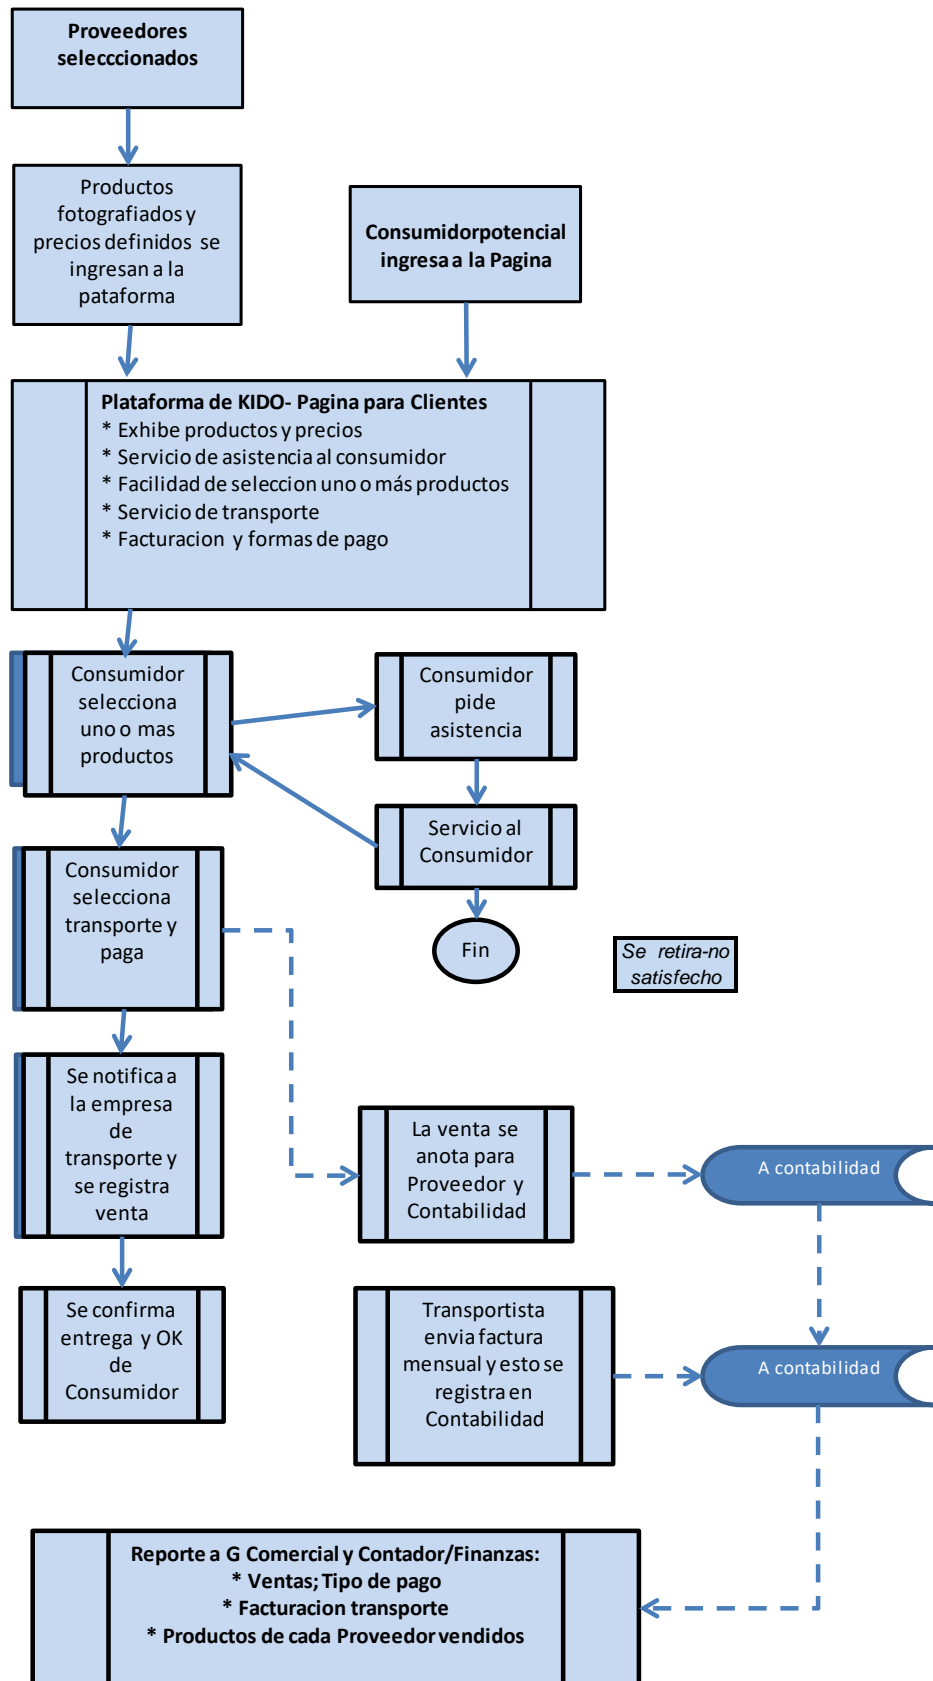 Proveedores
selecccionados
Productos
fotografiados y
precios definidos se
ingresan a la
pataforma
Consumidorpotencial
ingresa a la Pagina
Plataforma de KIDO- Pagina para Clientes
* Exhibe productos y precios
* Servicio de asistencia al consumidor
* Facilidad de seleccion uno o más productos
* Servicio de transporte
* Facturacion y formas de pago
Consumidor
selecciona
uno o mas
productos
Consumidor
pide
asistencia
Servicio al
Consumidor
Consumidor
selecciona
transporte y
paga
Fin
Se retira-no
satisfecho
Se notifica a
la empresa
de
transporte y
se registra
venta
La venta se
anota para
Proveedor y
Contabilidad
A contabilidad
Se confirma
entrega y OK
de
Consumidor
Transportista
envia factura
mensual y esto se
registra en
Contabilidad
A contabilidad
Reporte a G Comercial y Contador/Finanzas:
* Ventas; Tipo de pago
* Facturacion transporte
* Productos de cada Proveedor vendidos